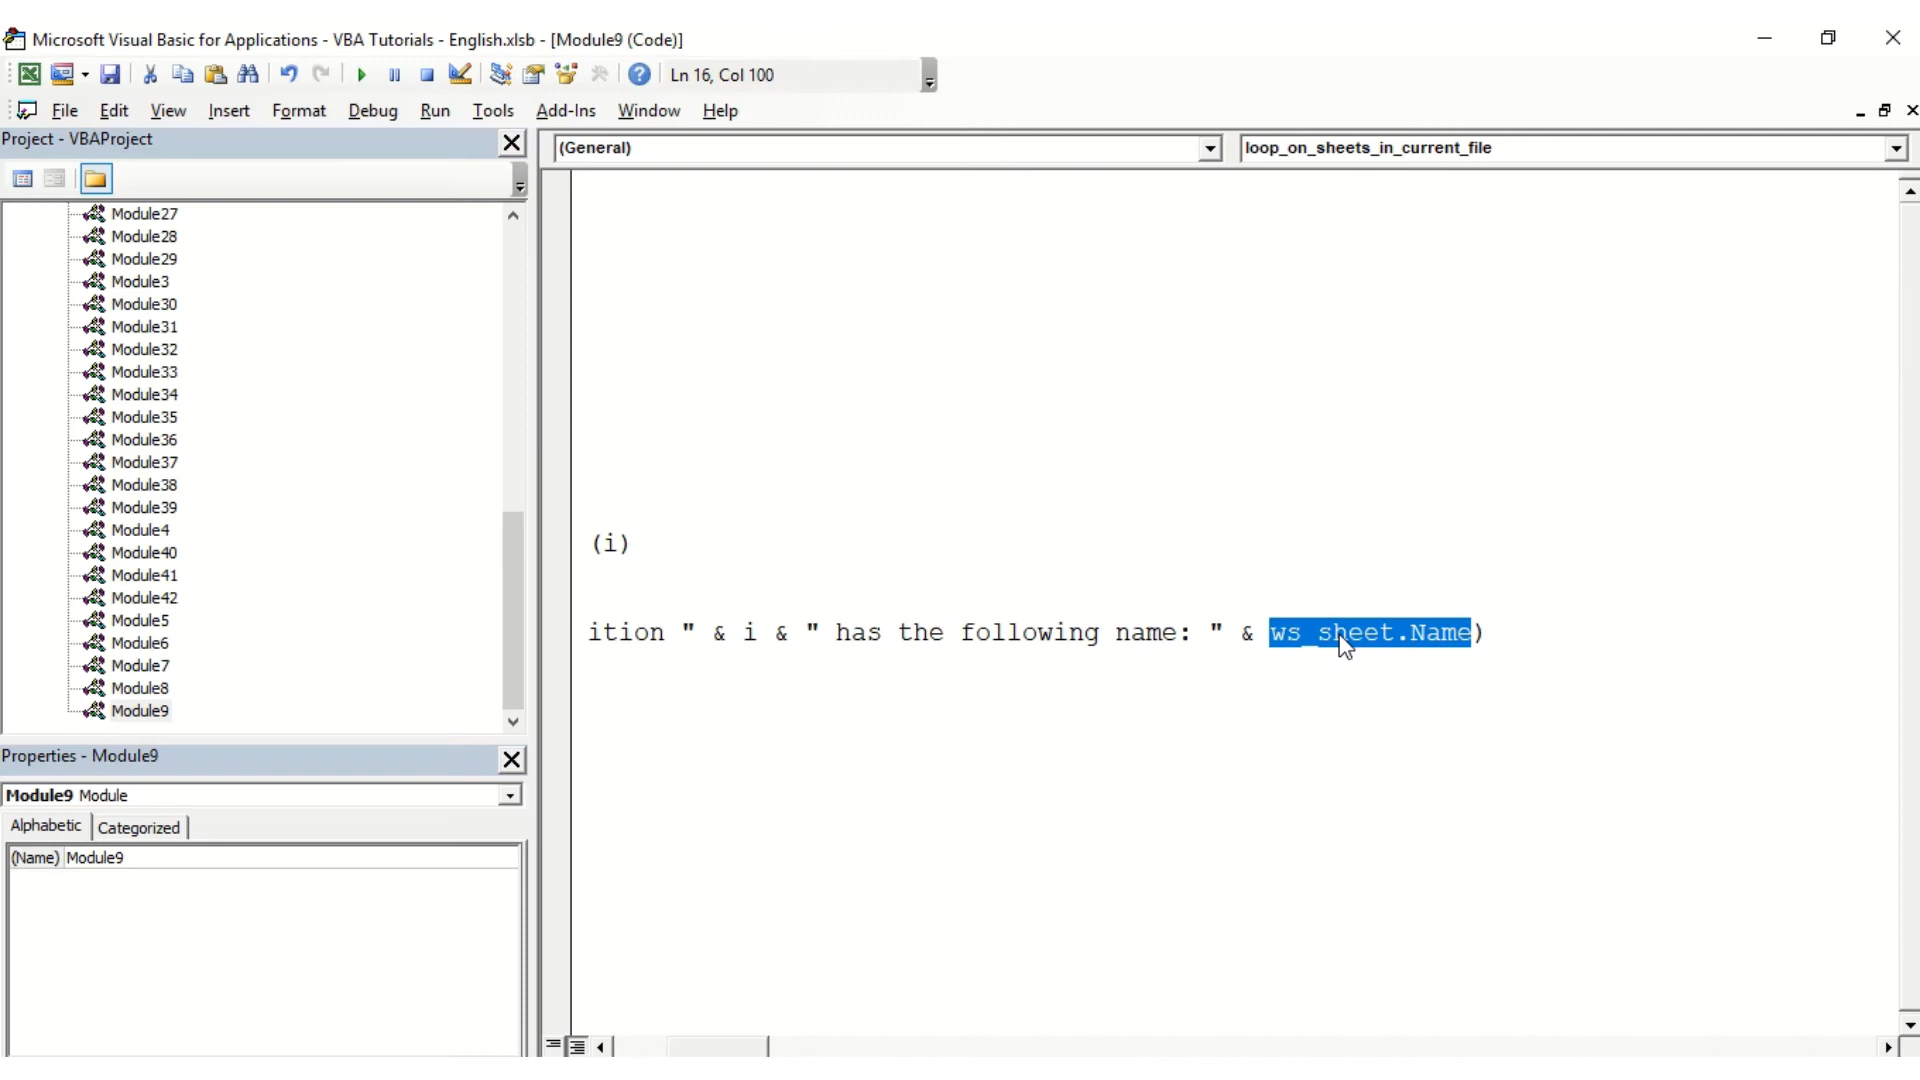 Microsoft Visual Basic for Applications - VBA Tutorials - English.xlsb - [Module9 (Code)]
Ln 16, Col 100
File Edit View Insert Format Debug Run Tools Add-Ins Window Help
Project - VBAProject
(General)
loop_on_sheets_in_current_file
Module27
Module28
Module29
Module3
Module30
Module31
Module32
Module33
Module34
Module35
Module36
Module37
Module38
Module39
Module4
Module40
Module41
Module42
Module5
Module6
Module7
Module8
Module9
(i)
ition " & i & " has the following name: " & ws_sheet.Name)
Properties - Module9
Module9 Module
Alphabetic Categorized
(Name) Module9